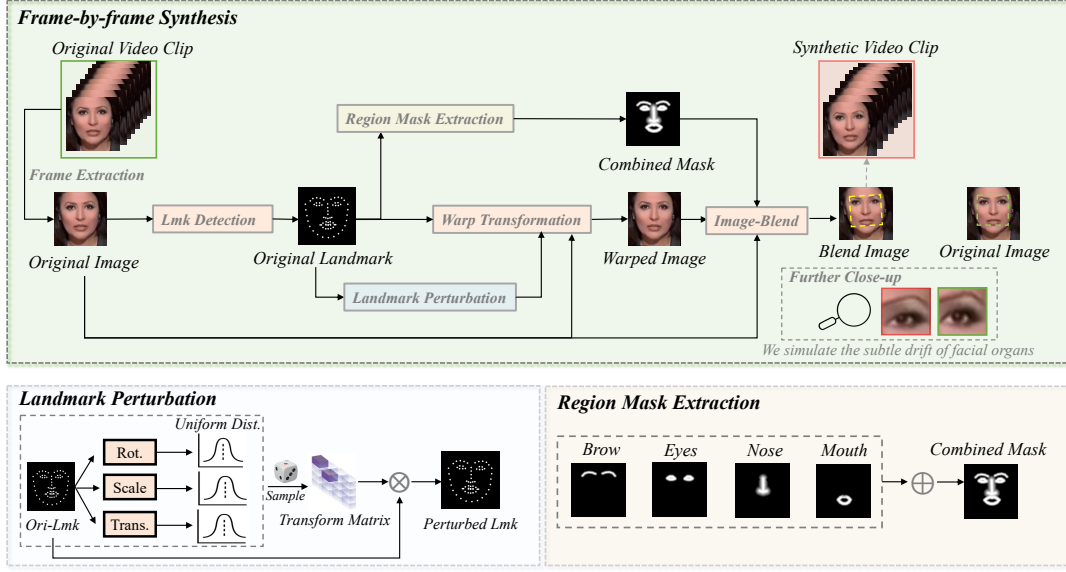 Frame-by-frame Synthesis
Original Video Clip
Synthetic Video Clip
Region Mask Extraction
Combined Mask
Frame Extraction
Lmk Detection
Warp Transformation
Image-Blend
Original Image
Original Landmark
Warped Image
Blend Image
Original Image
Landmark Perturbation
Further Close-up
We simulate the subtle drift of facial organs
Landmark Perturbation
Uniform Dist.
Rot.
Scale
Trans.
Ori-Lmk
Sample
Transform Matrix
Perturbed Lmk
Region Mask Extraction
Brow
Eyes
Nose
Mouth
Combined Mask